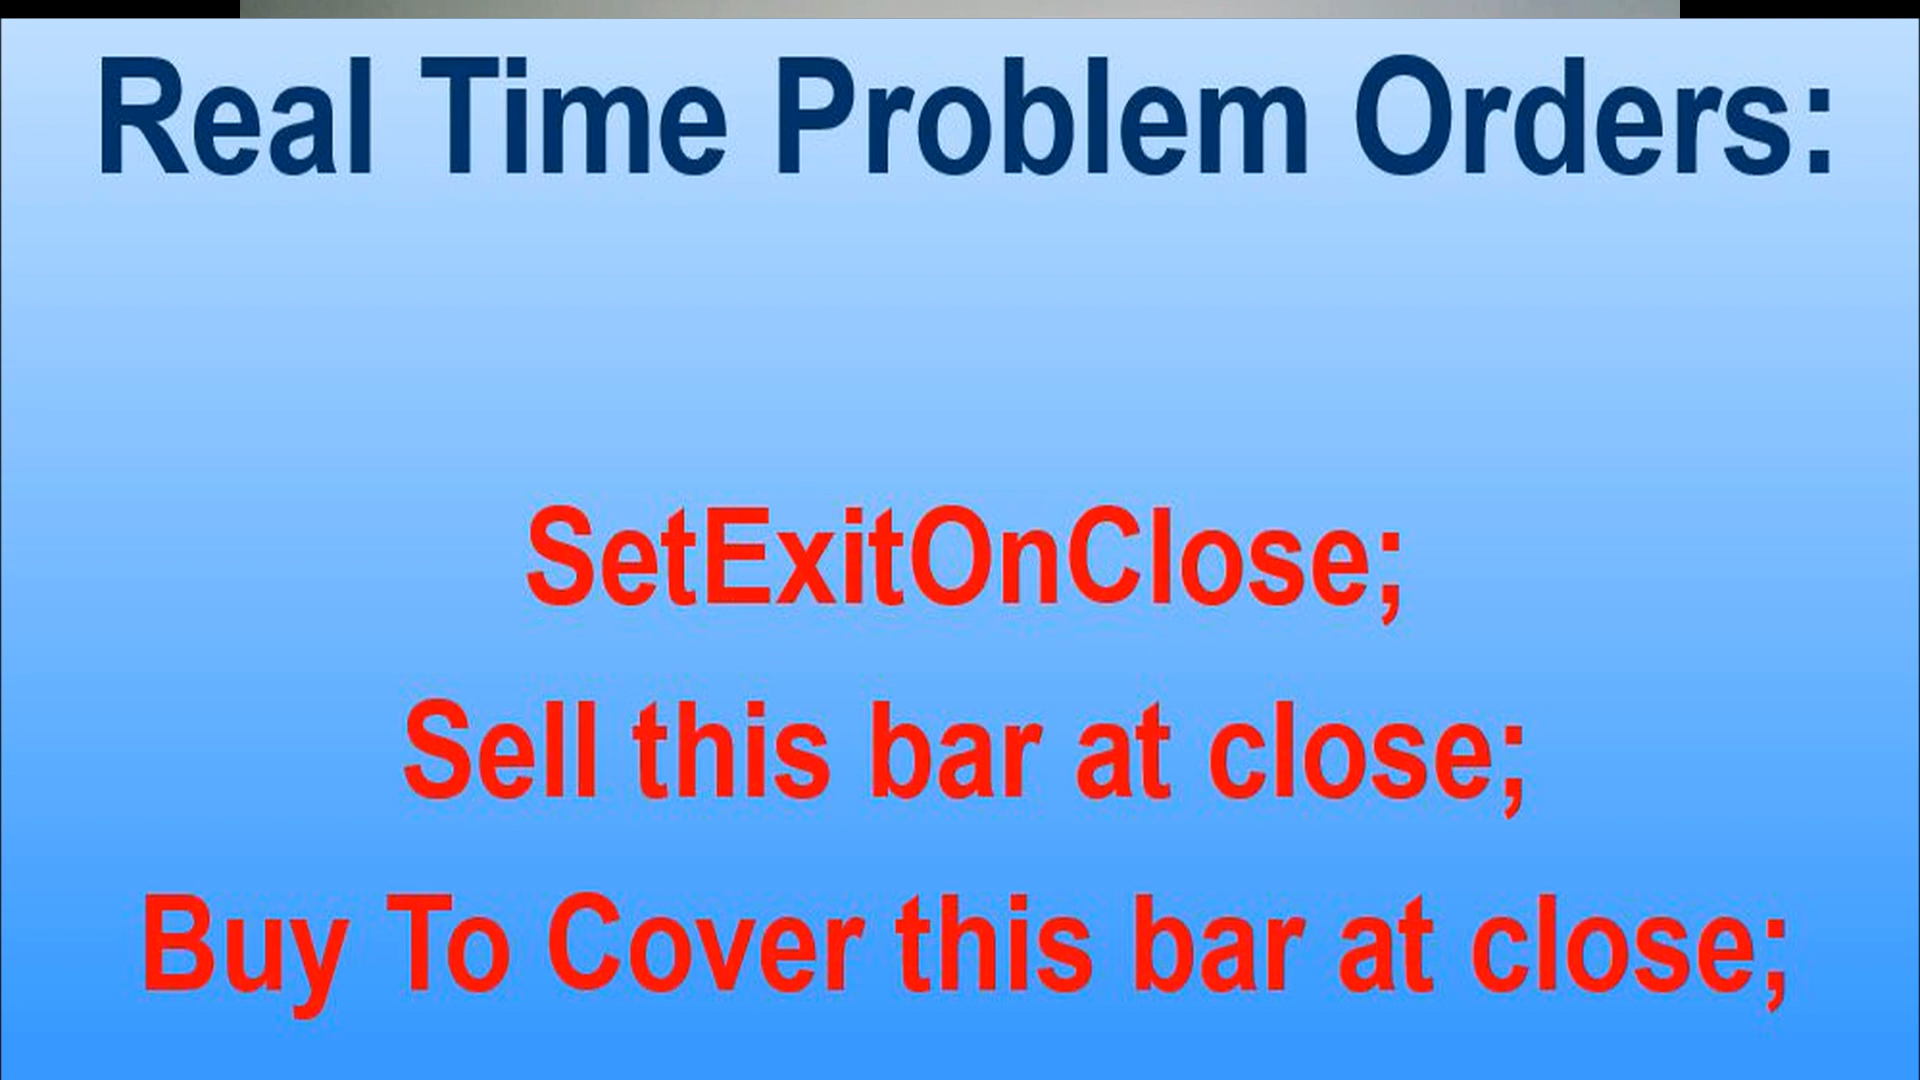 Real Time Problem Orders:
SetExitOnClose;
Sell this bar at close;
Buy To Cover this bar at close;